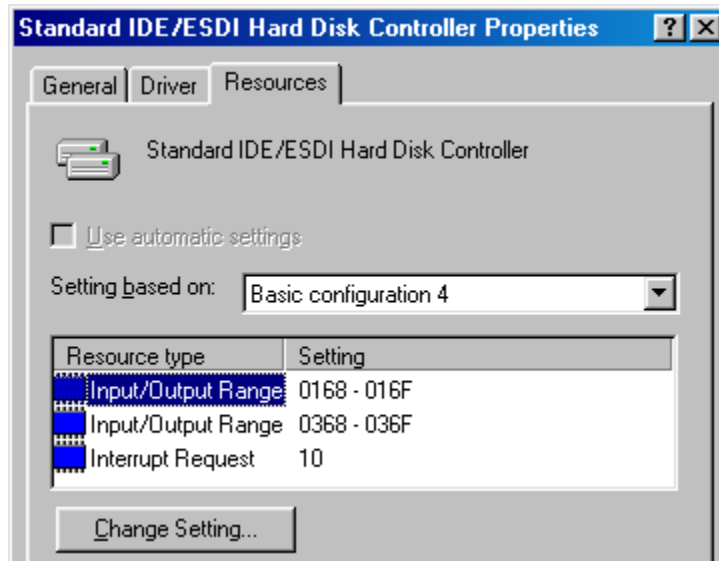 Standard IDE/ESDI Hard Disk Controller Properties
General Driver Resources
Standard IDE/ESDI Hard Disk Controller
Use automatic settings
Setting based on: Basic configuration 4
Resource type Setting
Input/Output Range 0168 - 016F
Input/Output Range 0368 - 036F
Interrupt Request 10
Change Setting...